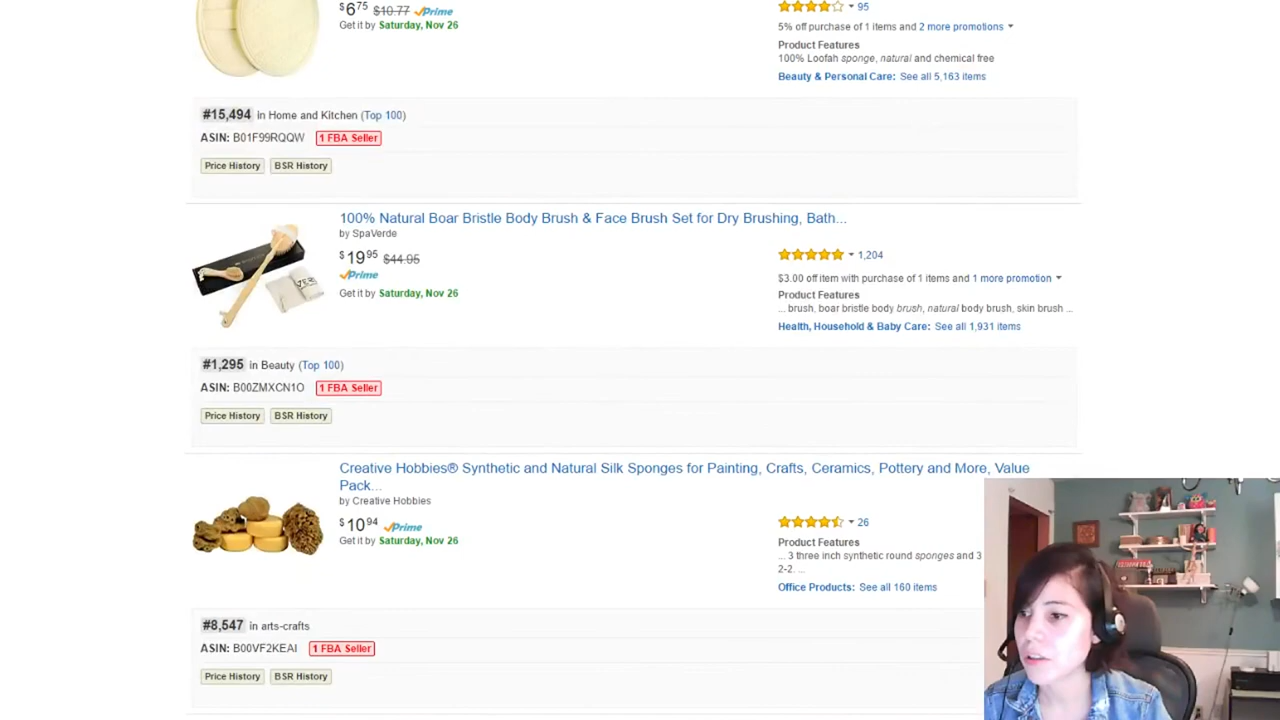 $6.75 $10.77 Prime
Get it by Saturday, Nov 26
95
5% off purchase of 1 items and 2 more promotions
Product Features
100% Loofah sponge, natural and chemical free
Beauty & Personal Care: See all 5,163 items
#15,494 in Home and Kitchen (Top 100)
ASIN: B01F99RQQW 1 FBA Seller
Price History BSR History
100% Natural Boar Bristle Body Brush & Face Brush Set for Dry Brushing, Bath...
by SpaVerde
$19.95 $44.95
Prime
Get it by Saturday, Nov 26
1,204
$3.00 off item with purchase of 1 items and 1 more promotion
Product Features
... brush, boar bristle body brush, natural body brush, skin brush ...
Health, Household & Baby Care: See all 1,931 items
#1,295 in Beauty (Top 100)
ASIN: B00ZMXCN1O 1 FBA Seller
Price History BSR History
Creative Hobbies® Synthetic and Natural Silk Sponges for Painting, Crafts, Ceramics, Pottery and More, Value
Pack...
by Creative Hobbies
$10.94 Prime
Get it by Saturday, Nov 26
26
Product Features
... 3 three inch synthetic round sponges and 3
2-2. ...
Office Products: See all 160 items
#8,547 in arts-crafts
ASIN: B00VF2KEAI 1 FBA Seller
Price History BSR History